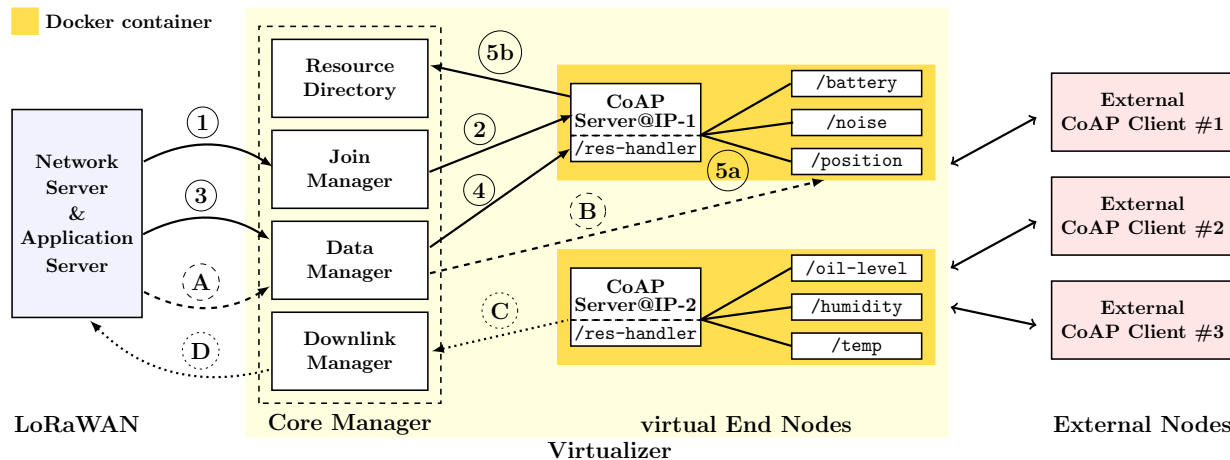 Docker container
Network
Server
&
Application
Server
LoRaWAN
1
3
A
D
Resource
Directory
Join
Manager
Data
Manager
Downlink
Manager
Core Manager
5b
2
4
5a
B
C
CoAP
Server@IP-1
/res-handler
/battery
/noise
/position
CoAP
Server@IP-2
/res-handler
/oil-level
/humidity
/temp
virtual End Nodes
Virtualizer
External
CoAP Client #1
External
CoAP Client #2
External
CoAP Client #3
External Nodes